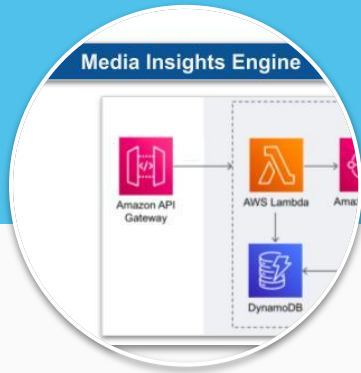 Media Insights Engine
</>
Amazon API
Gateway
AWS Lambda
DynamoDB